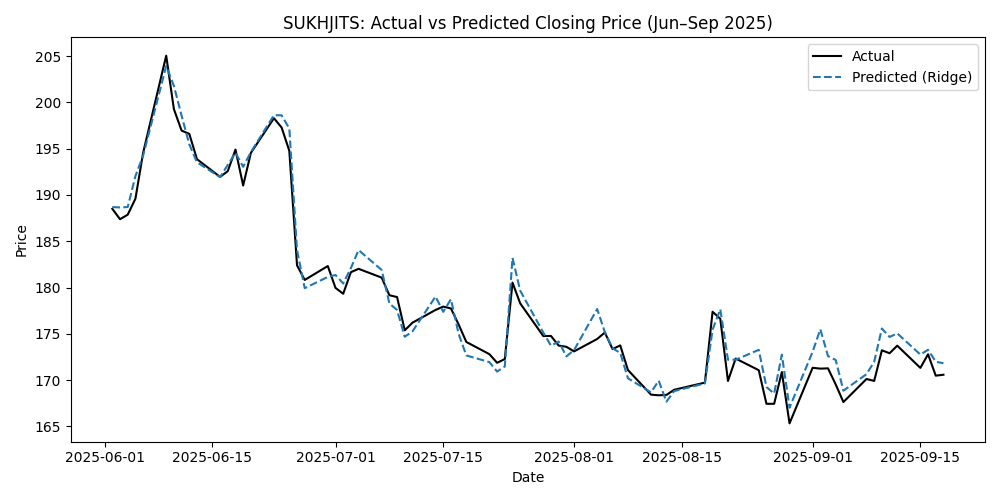 SUKHJITS: Actual vs Predicted Closing Price (Jun–Sep 2025)
Actual
Predicted (Ridge)
Price
205
200
195
190
185
180
175
170
165
2025-06-01 2025-06-15 2025-07-01 2025-07-15 2025-08-01 2025-08-15 2025-09-01 2025-09-15
Date